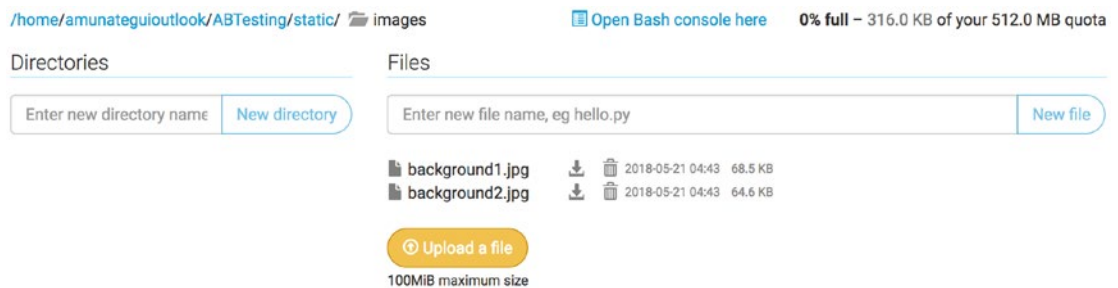 /home/amunateguioutlook/ABTesting/static/ images
Open Bash console here
0% full – 316.0 KB of your 512.0 MB quota
Directories
Enter new directory name
New directory
Files
Enter new file name, eg hello.py
New file
background1.jpg 2018-05-21 04:43 68.5 KB
background2.jpg 2018-05-21 04:43 64.6 KB
Upload a file
100MiB maximum size